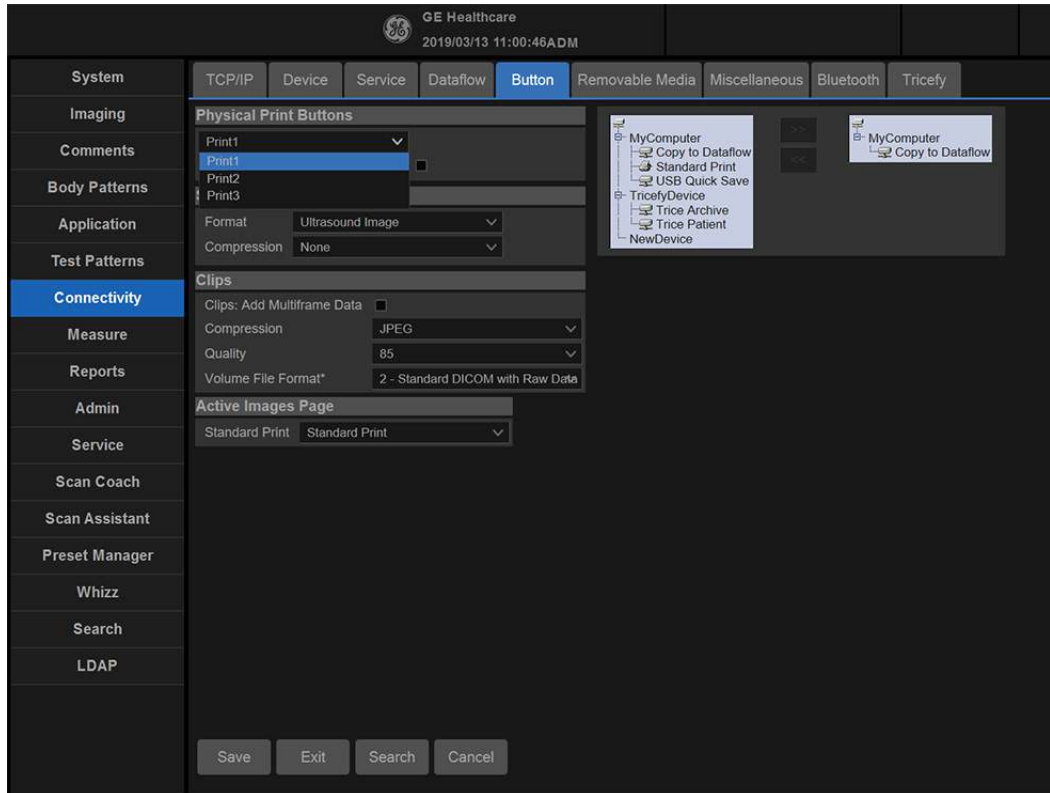 GE Healthcare
2019/03/13 11:00:46ADM
System
Imaging
Comments
Body Patterns
Application
Test Patterns
Connectivity
Measure
Reports
Admin
Service
Scan Coach
Scan Assistant
Preset Manager
Whizz
Search
LDAP
TCP/IP Device Service Dataflow Button Removable Media Miscellaneous Bluetooth Tricefy
Physical Print Buttons
Print1
Print1
Print2
Print3
Format Ultrasound Image
Compression None
Clips
Clips: Add Multiframe Data
Compression JPEG
Quality 85
Volume File Format* 2 - Standard DICOM with Raw Data
Active Images Page
Standard Print Standard Print
MyComputer
Copy to Dataflow
Standard Print
USB Quick Save
TricefyDevice
Trice Archive
Trice Patient
NewDevice
>>
<<
MyComputer
Copy to Dataflow
Save Exit Search Cancel